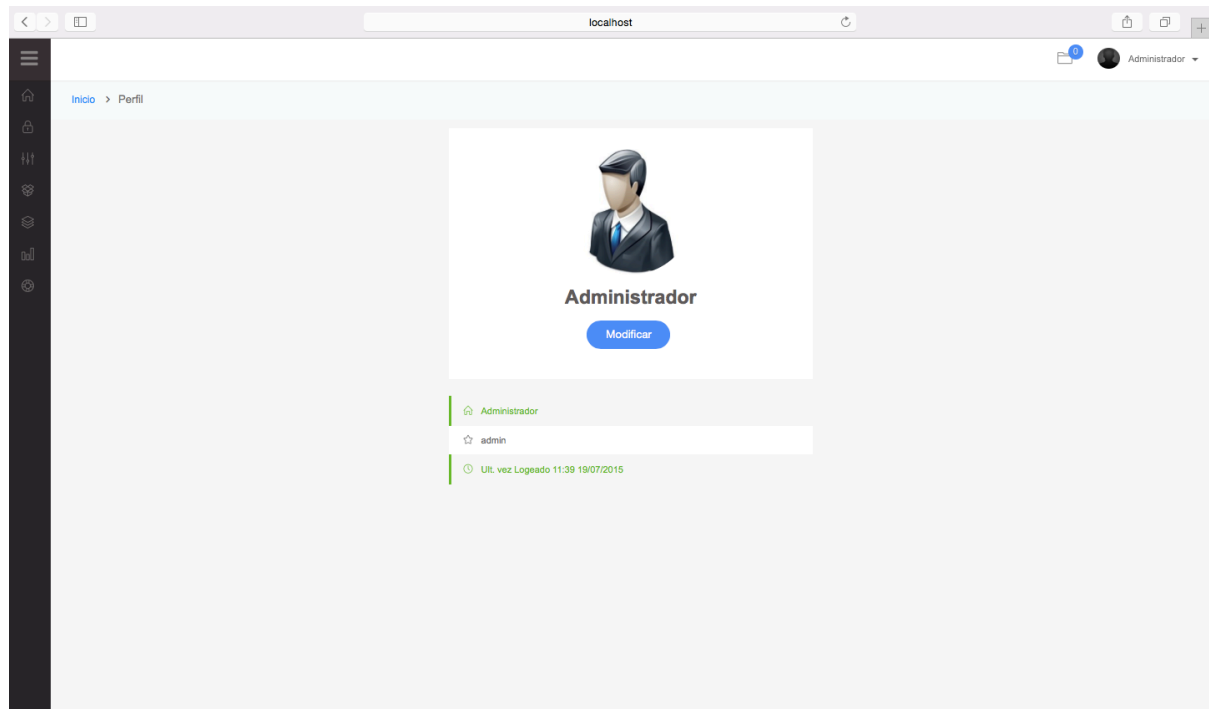 localhost
0
Administrador
Inicio > Perfil
Administrador
Modificar
Administrador
admin
Ult. vez Logeado 11:39 19/07/2015